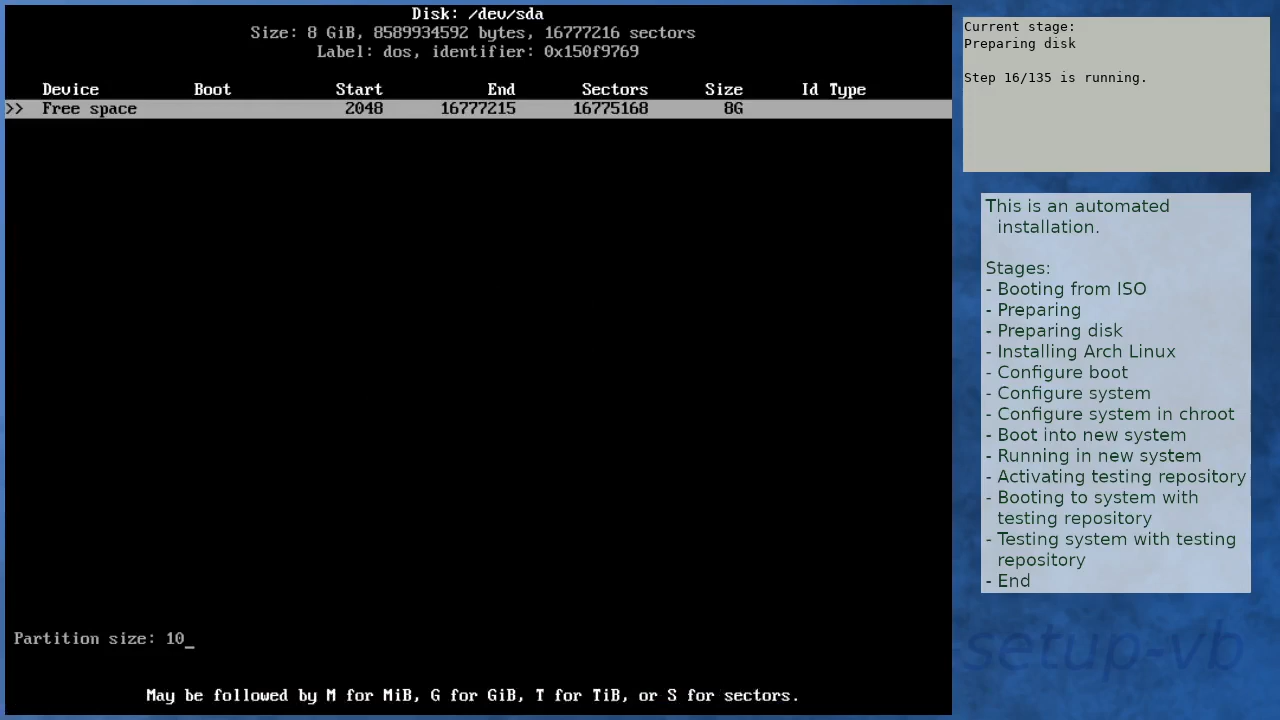 Disk: /dev/sda
Size: 8 GiB, 8589934592 bytes, 16777216 sectors
Label: dos, identifier: 0x150f9769
Device Boot Start End Sectors Size Id Type
>> Free space 2048 16777215 16775168 8G
Partition size: 10_
May be followed by M for MiB, G for GiB, T for TiB, or S for sectors.
Current stage:
Preparing disk
Step 16/135 is running.
This is an automated
installation.
Stages:
- Booting from ISO
- Preparing
- Preparing disk
- Installing Arch Linux
- Configure boot
- Configure system
- Configure system in chroot
- Boot into new system
- Running in new system
- Activating testing repository
- Booting to system with
testing repository
- Testing system with testing
repository
- End
-setup-vb